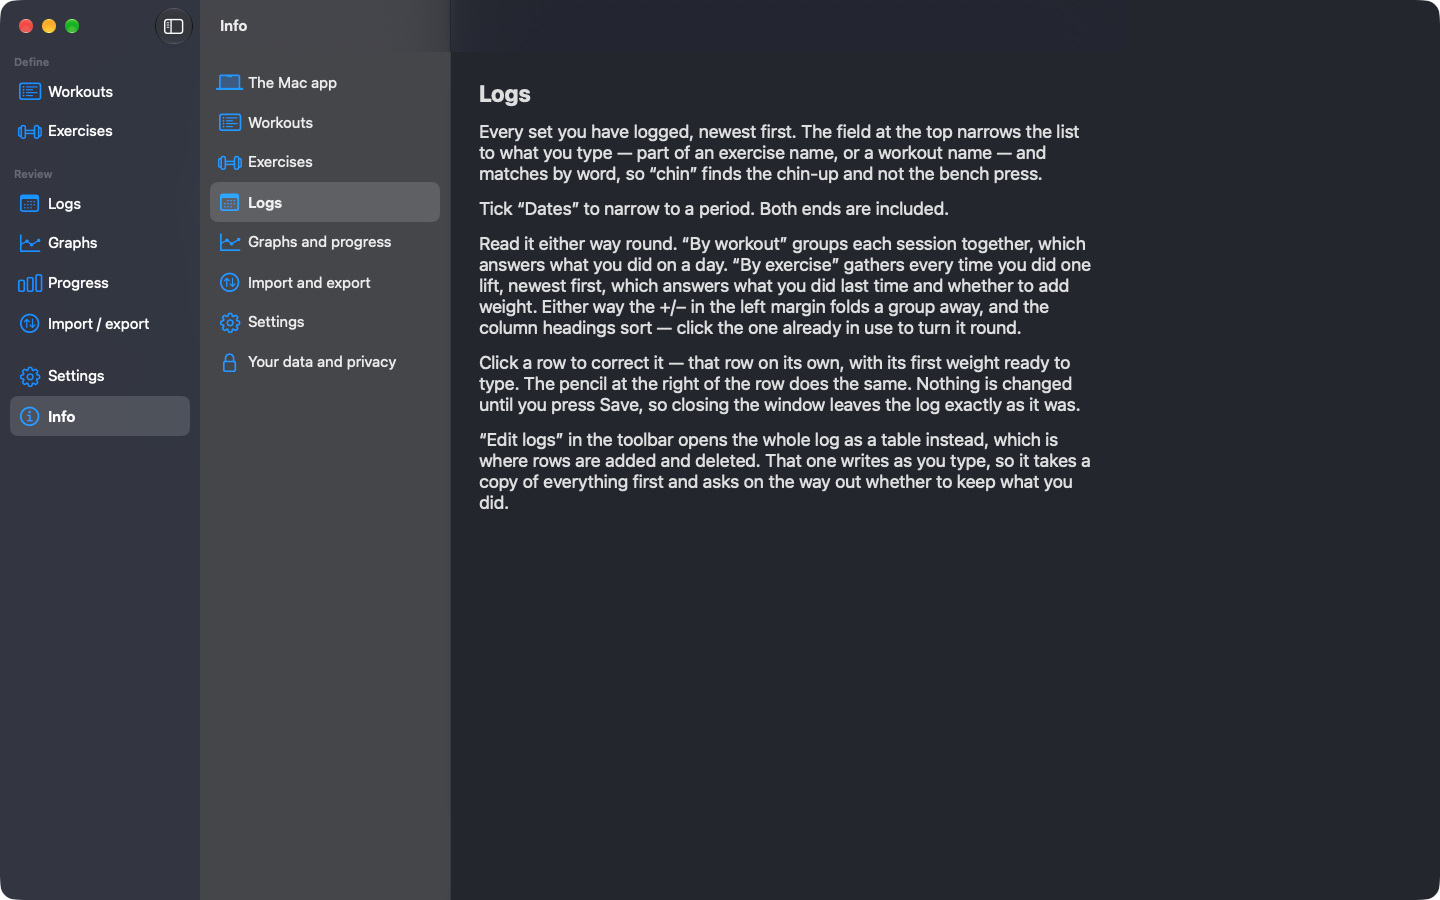 Define
Workouts
Exercises
Review
Logs
Graphs
Progress
Import / export
Settings
Info
Info
The Mac app
Workouts
Exercises
Logs
Graphs and progress
Import and export
Settings
Your data and privacy
Logs
Every set you have logged, newest first. The field at the top narrows the list
to what you type — part of an exercise name, or a workout name — and
matches by word, so “chin” finds the chin-up and not the bench press.
Tick “Dates” to narrow to a period. Both ends are included.
Read it either way round. “By workout” groups each session together, which
answers what you did on a day. “By exercise” gathers every time you did one
lift, newest first, which answers what you did last time and whether to add
weight. Either way the +/– in the left margin folds a group away, and the
column headings sort — click the one already in use to turn it round.
Click a row to correct it — that row on its own, with its first weight ready to
type. The pencil at the right of the row does the same. Nothing is changed
until you press Save, so closing the window leaves the log exactly as it was.
“Edit logs” in the toolbar opens the whole log as a table instead, which is
where rows are added and deleted. That one writes as you type, so it takes a
copy of everything first and asks on the way out whether to keep what you
did.